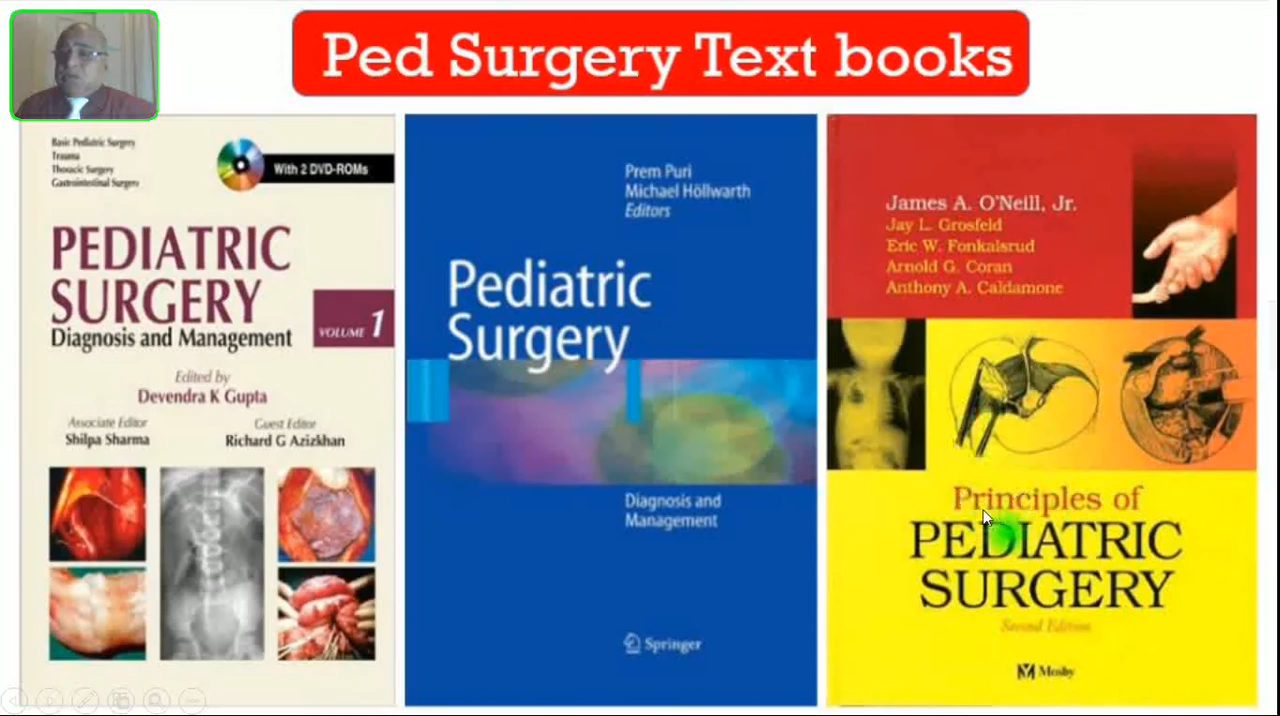 Ped Surgery Text books
Basic Pediatric Surgery
Trauma
Thoracic Surgery
Gastrointestinal Surgery
With 2 DVD-ROMs
PEDIATRIC
SURGERY
Diagnosis and Management
VOLUME 1
Edited by
Devendra K Gupta
Associate Editor
Shilpa Sharma
Guest Editor
Richard G Azizkhan
Prem Puri
Michael Höllwarth
Editors
Pediatric
Surgery
Diagnosis and
Management
Springer
James A. O'Neill, Jr.
Jay L. Grosfeld
Eric W. Fonkalsrud
Arnold G. Coran
Anthony A. Caldamone
Principles of
PEDIATRIC
SURGERY
Second Edition
Mosby